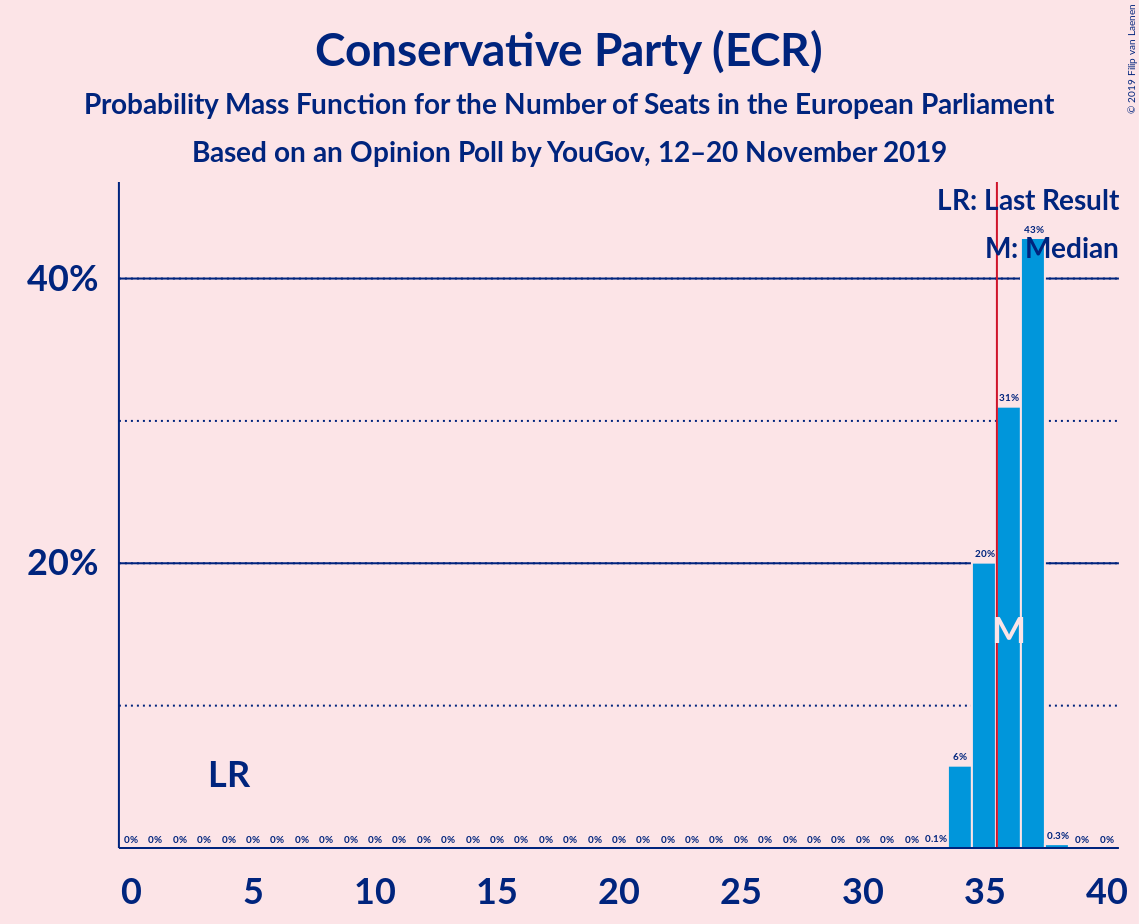 Conservative Party (ECR)
Probability Mass Function for the Number of Seats in the European Parliament
Based on an Opinion Poll by YouGov, 12–20 November 2019
© 2019 Filip van Laenen
LR: Last Result
M: Median
43%
40%
31%
20%
20%
M
6%
LR
0% 0% 0% 0% 0% 0% 0% 0% 0% 0% 0% 0% 0% 0% 0% 0% 0% 0% 0% 0% 0% 0% 0% 0% 0% 0% 0% 0% 0% 0% 0% 0% 0% 0.1% 0.3% 0% 0%
0 5 10 15 20 25 30 35 40